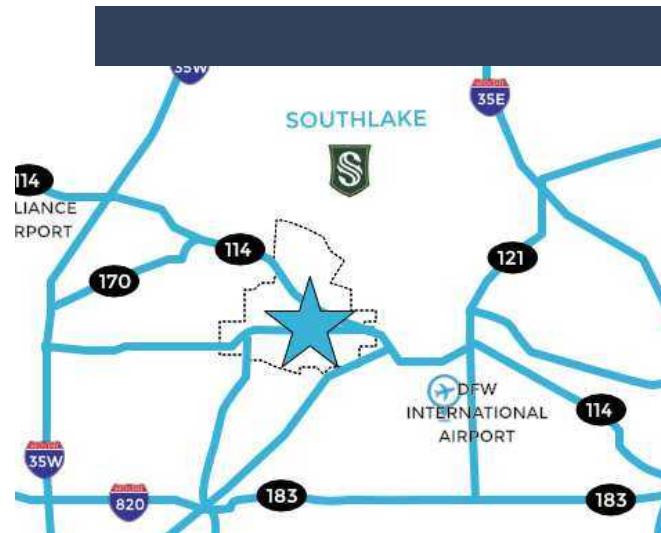 35W
35E
SOUTHLAKE
S
114
LIANCE
RPORT
114
121
170
DFW
INTERNATIONAL
AIRPORT
114
35W
820
183
183